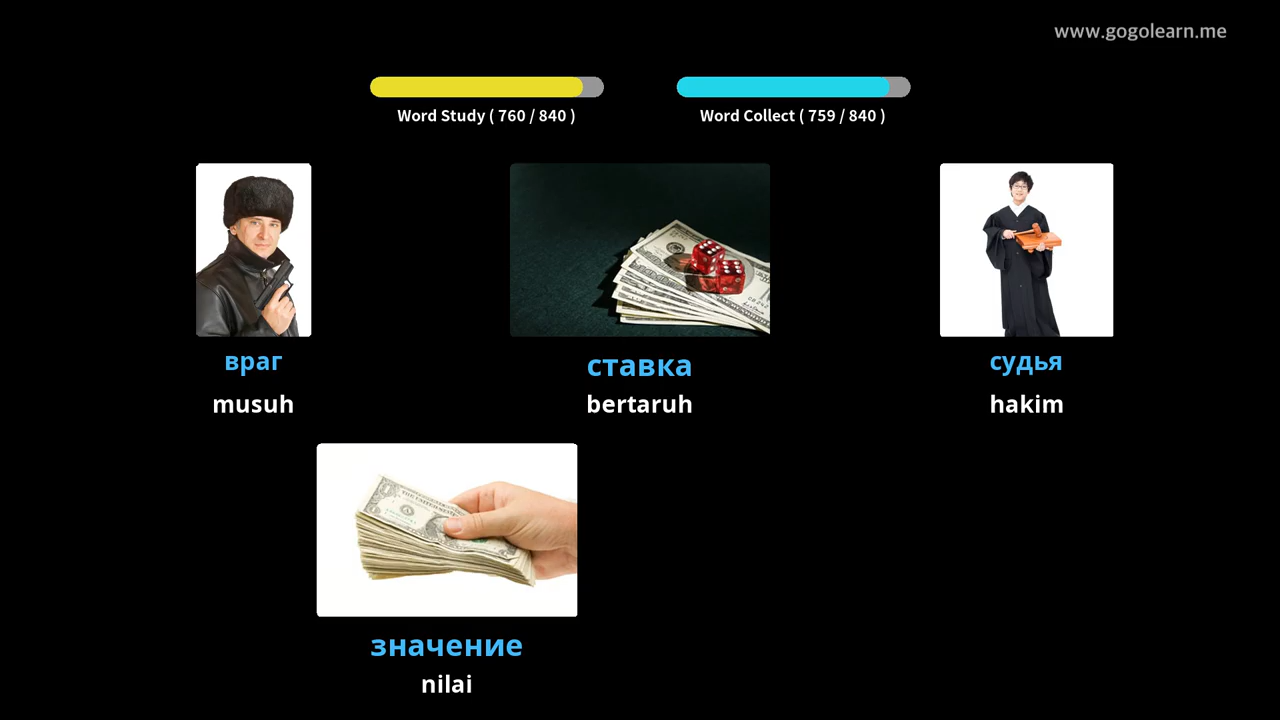 www.gogolearn.me
Word Study ( 760 / 840 )
Word Collect ( 759 / 840 )
враг
ставка
судья
musuh
bertaruh
hakim
значение
nilai